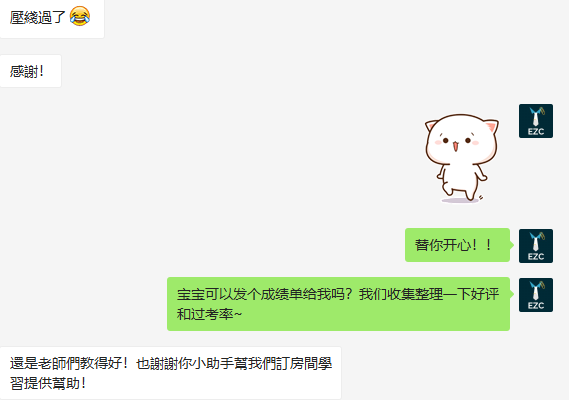 壓綫過了😂
感謝！
EZC
替你开心！！
EZC
宝宝可以发个成绩单给我吗？我们收集整理一下好评
和过考率~
EZC
還是老師們教得好！也謝謝你小助手幫我們訂房間學
習提供幫助！